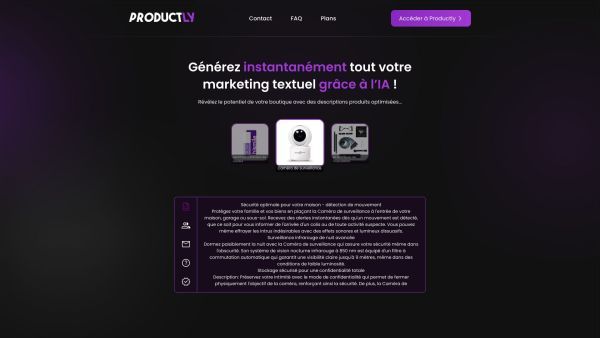 PRODUCTLY
Contact
FAQ
Plans
Accéder à Productly
Générez instantanément tout votre
marketing textuel grâce à l'IA !
Révélez le potentiel de votre boutique avec des descriptions produits optimisées...
Caméra de surveillance
Sécurité optimale pour votre maison - détection de mouvement
Protégez votre famille et vos biens en plaçant la Caméra de surveillance à l'entrée de votre
maison, garage ou sous-sol. Recevez des alertes instantanées dès qu'un mouvement est détecté,
que ce soit pour vous informer de l'arrivée d'un colis ou de toute activité suspecte. Vous pouvez
même effrayer les intrus indésirables avec des effets sonores et lumineux dissuasifs.
Surveillance infrarouge de nuit avancée
Dormez paisiblement la nuit avec la Caméra de surveillance qui assure votre sécurité même dans
l'obscurité. Son système de vision nocturne infrarouge à 850 nm est équipé d'un filtre à
commutation automatique qui garantit une visibilité claire jusqu'à 9 mètres, même dans des
conditions de faible luminosité.
Stockage sécurisé pour une confidentialité totale
Description: Préservez votre intimité avec le mode de confidentialité qui permet de fermer
physiquement l'objectif de la caméra, renforçant ainsi la sécurité. De plus, la Caméra de